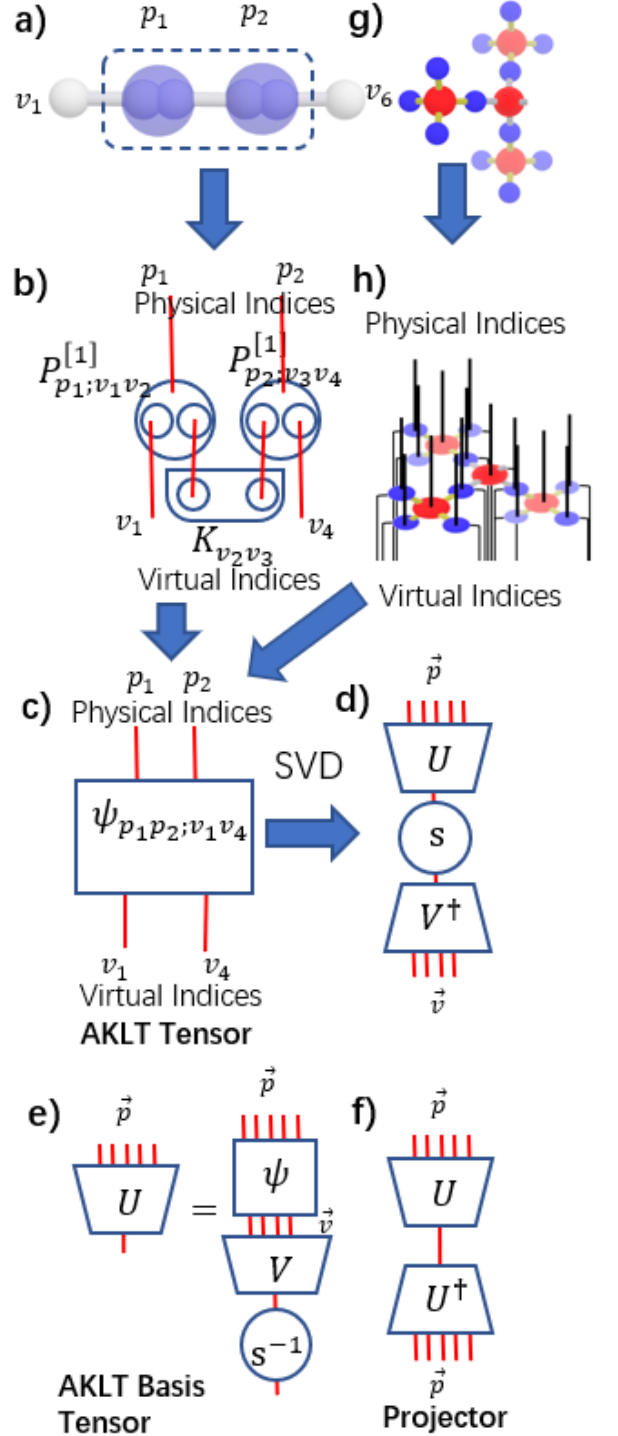 a)
p₁
p₂
g)
v₁
v₆
b)
p₁
p₂
h)
Physical Indices
Physical Indices
P[1]p₁;v₁v₂
P[1]p₂;v₃v₄
v₁
v₄
Kv₂v₃
Virtual Indices
Virtual Indices
c)
p₁
p₂
d)
p⃗
Physical Indices
U
SVD
ψp₁p₂;v₁v₄
s
V†
v₁
v₄
v⃗
Virtual Indices
AKLT Tensor
e)
p⃗
p⃗
f)
p⃗
U
=
ψ
U
v⃗
V
U†
s⁻¹
p⃗
AKLT Basis
Tensor
Projector